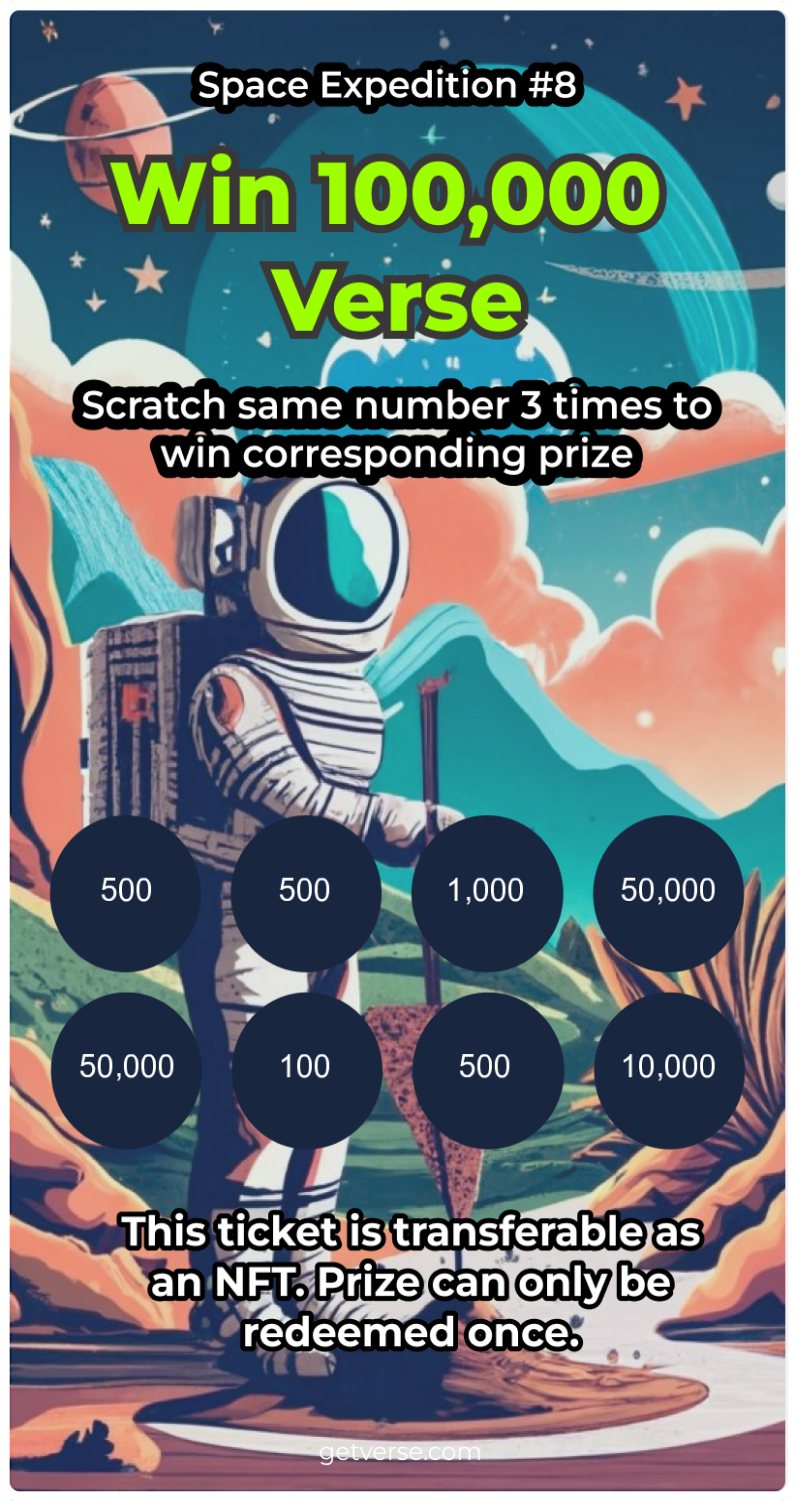 Space Expedition #8
Win 100,000
Verse
Scratch same number 3 times to
win corresponding prize
500 500 1,000 50,000
50,000 100 500 10,000
This ticket is transferable as
an NFT. Prize can only be
redeemed once.
getverse.com